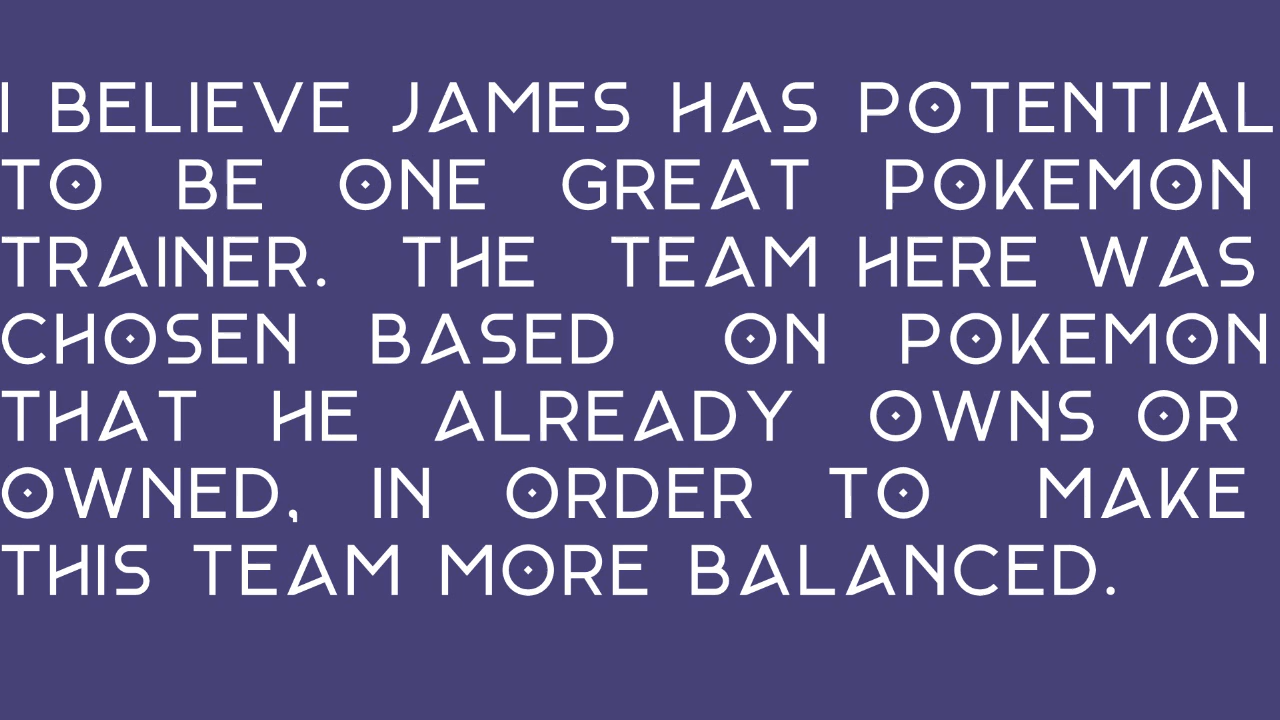 I BELIEVE JAMES HAS POTENTIAL
TO BE ONE GREAT POKEMON
TRAINER. THE TEAM HERE WAS
CHOSEN BASED ON POKEMON
THAT HE ALREADY OWNS OR
OWNED, IN ORDER TO MAKE
THIS TEAM MORE BALANCED.